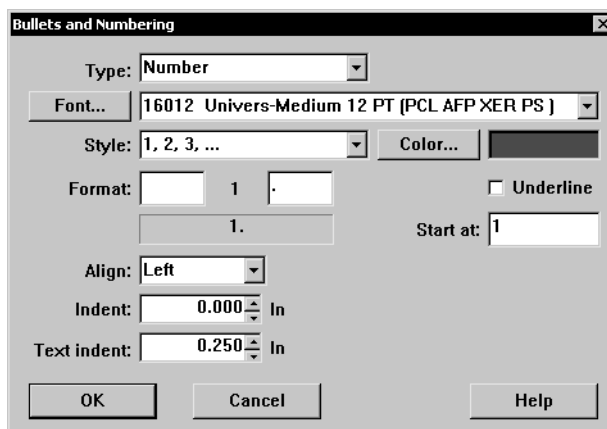 Bullets and Numbering
Type: Number
Font... 16012 Univers-Medium 12 PT (PCL AFP XER PS )
Style: 1, 2, 3, ... Color...
Format: 1 . Underline
1. Start at: 1
Align: Left
Indent: 0.000 In
Text indent: 0.250 In
OK Cancel Help